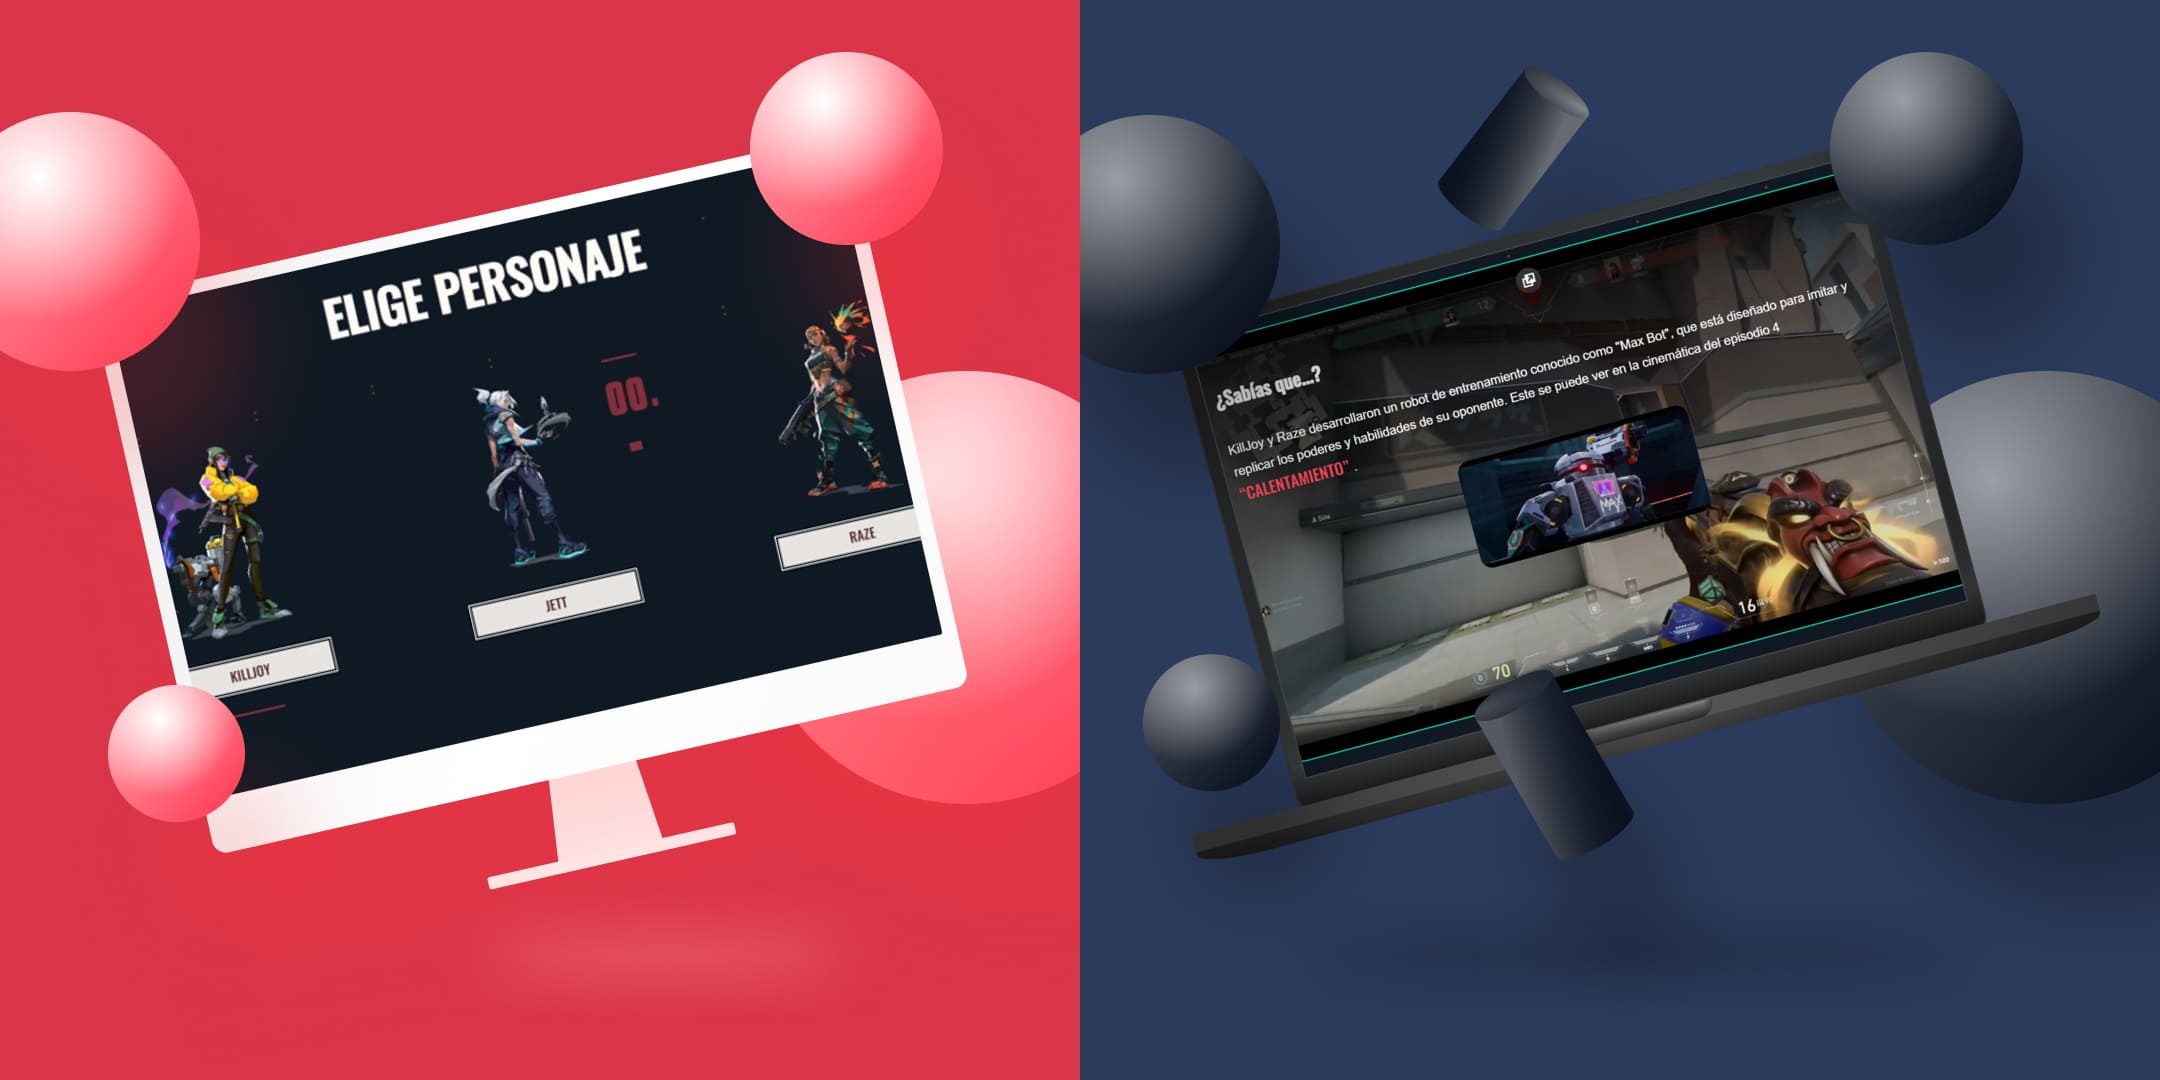 ELIGE PERSONAJE
00.
KILLJOY
JETT
RAZE
¿Sabías que...?
KillJoy y Raze desarrollaron un robot de entrenamiento conocido como "Max Bot", que está diseñado para imitar y
replicar los poderes y habilidades de su oponente. Este se puede ver en la cinemática del episodio 4
“CALENTAMIENTO” .
12
A Site
MAX
70
16